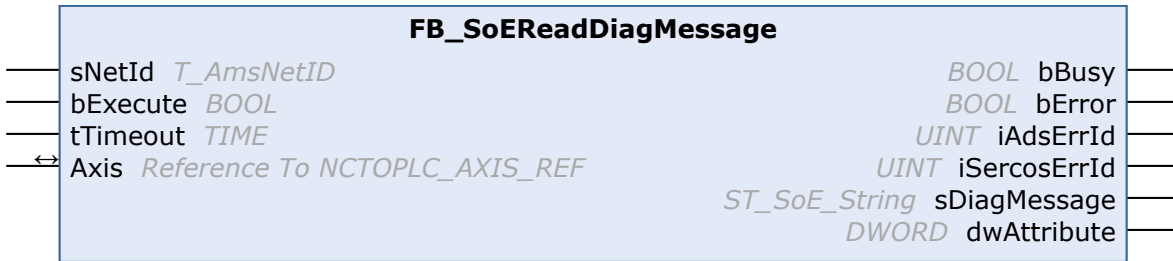 FB_SoEReadDiagMessage
sNetId T_AmsNetID BOOL bBusy
bExecute BOOL BOOL bError
tTimeout TIME UINT iAdsErrId
↔ Axis Reference To NCTOPLC_AXIS_REF UINT iSercosErrId
ST_SoE_String sDiagMessage
DWORD dwAttribute